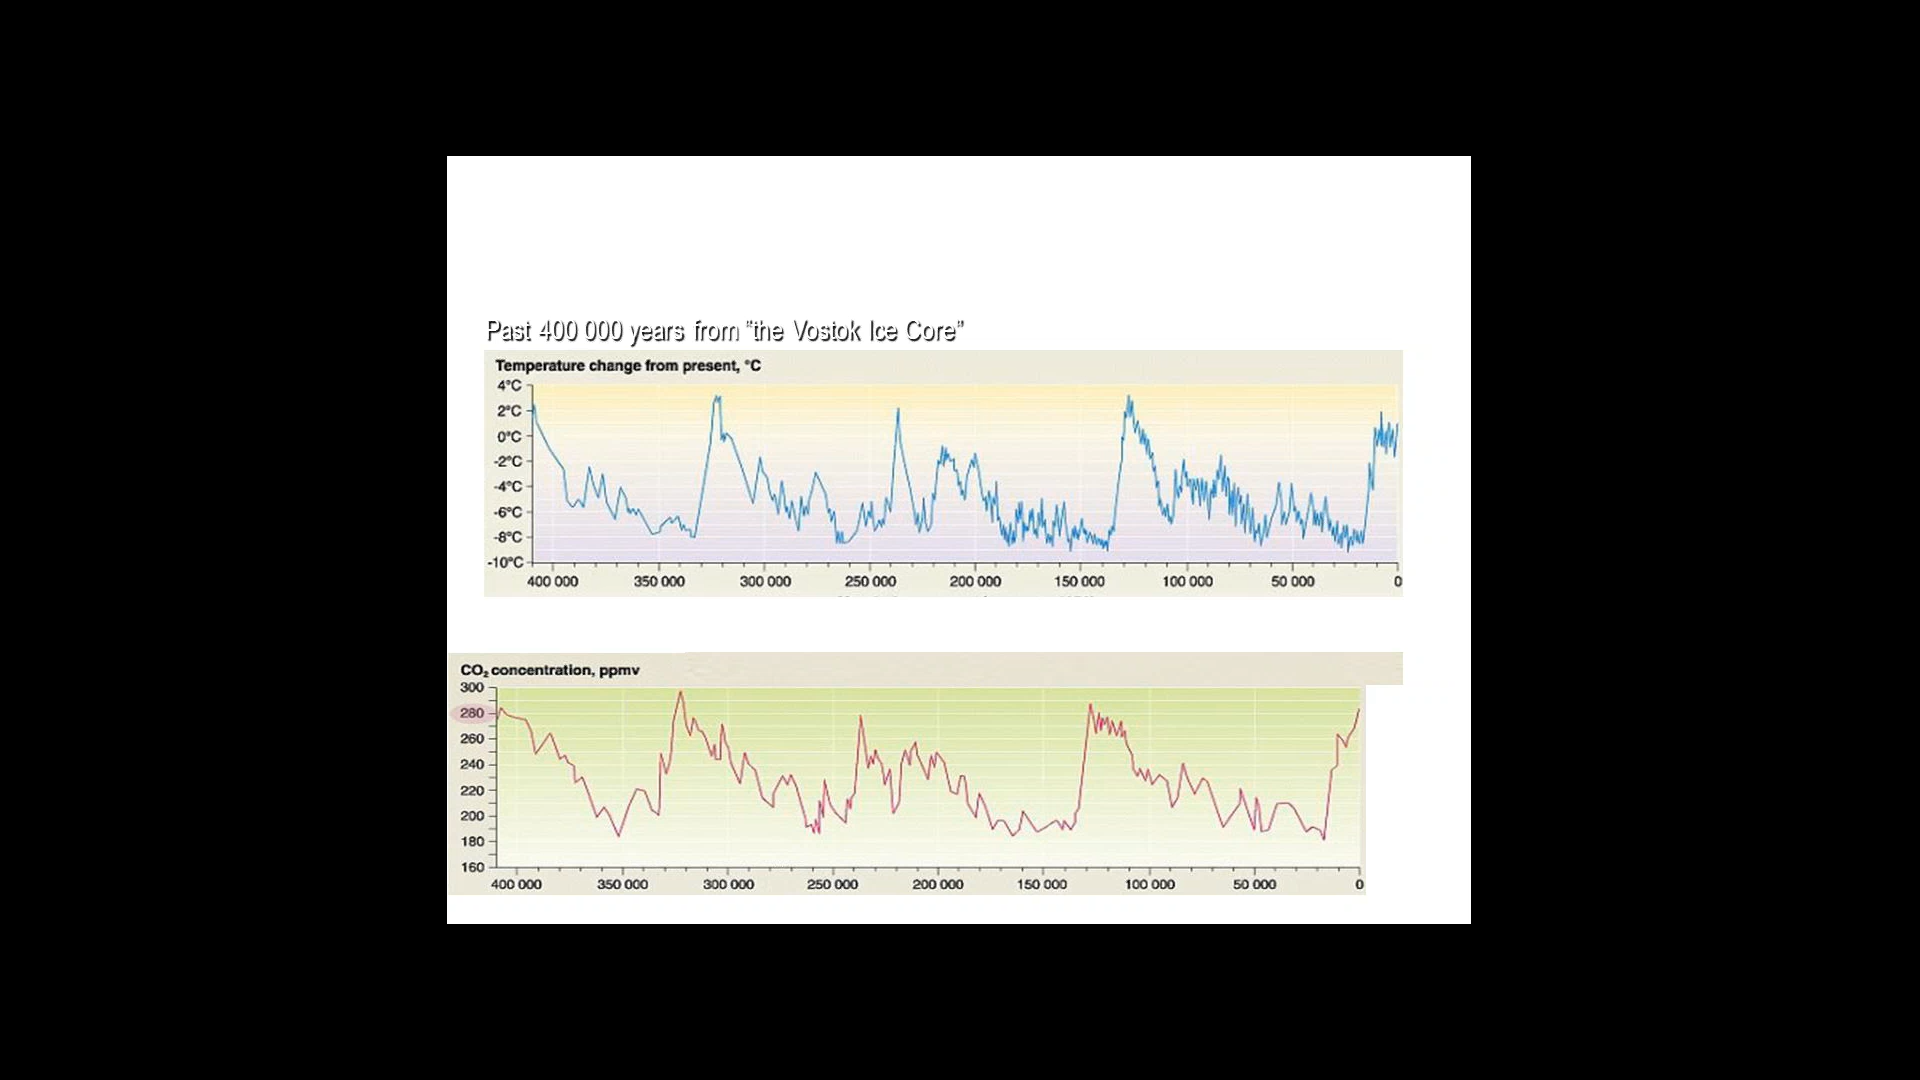 Past 400 000 years from "the Vostok Ice Core"
Temperature change from present, °C
4°C
2°C
0°C
-2°C
-4°C
-6°C
-8°C
-10°C
400 000 350 000 300 000 250 000 200 000 150 000 100 000 50 000 0
CO₂ concentration, ppmv
300
280
260
240
220
200
180
160
400 000 350 000 300 000 250 000 200 000 150 000 100 000 50 000 0